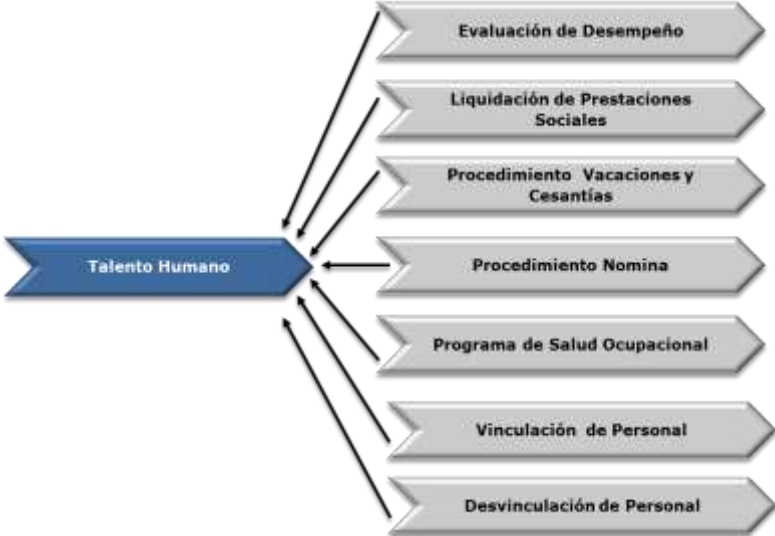 Evaluación de Desempeño
Liquidación de Prestaciones
Sociales
Procedimiento Vacaciones y
Cesantías
Talento Humano
Procedimiento Nomina
Programa de Salud Ocupacional
Vinculación de Personal
Desvinculación de Personal